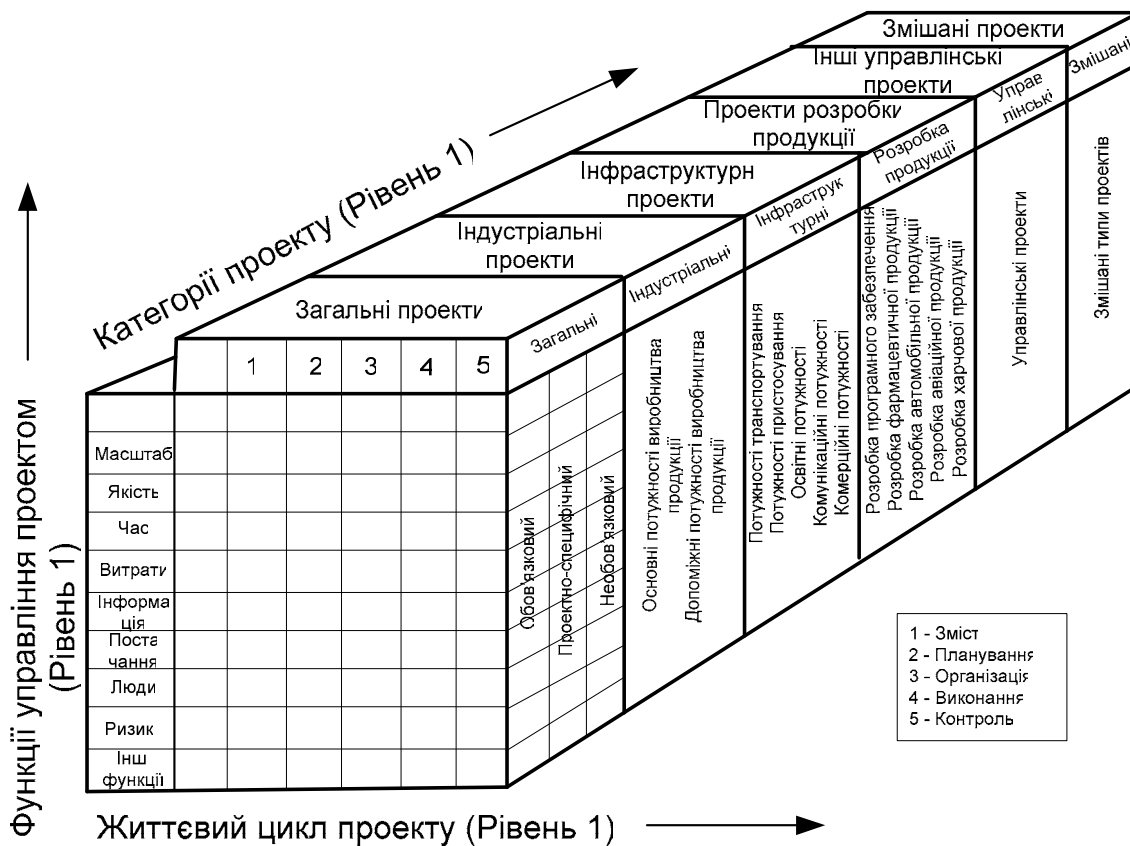 Змішані проекти
Інші управлінські
проекти
Проекти розробки
продукції
Інфраструктурн
проекти
Індустріальні
проекти
Загальні проекти
Категорії проекту (Рівень 1)
Змішані
Управ
лінські
Розробка
продукції
Інфраструк
турні
Індустріальні
Загальні
1 2 3 4 5
Масштаб
Якість
Час
Витрати
Інформа
ція
Поста
чання
Люди
Ризик
Інш
функції
Обов'язковий
Проектно-специфічний
Необов'язковий
Основні потужності виробництва
продукції
Допоміжні потужності виробництва
продукції
Потужності транспортування
Потужності пристосування
Освітні потужності
Комунікаційні потужності
Комерційні потужності
Розробка програмного забезпечення
Розробка фармацевтичної продукції
Розробка автомобільної продукції
Розробка авіаційної продукції
Розробка харчової продукції
Управлінські проекти
Змішані типи проектів
Функції управління проектом
(Рівень 1)
Життєвий цикл проекту (Рівень 1)
1 - Зміст
2 - Планування
3 - Організація
4 - Виконання
5 - Контроль